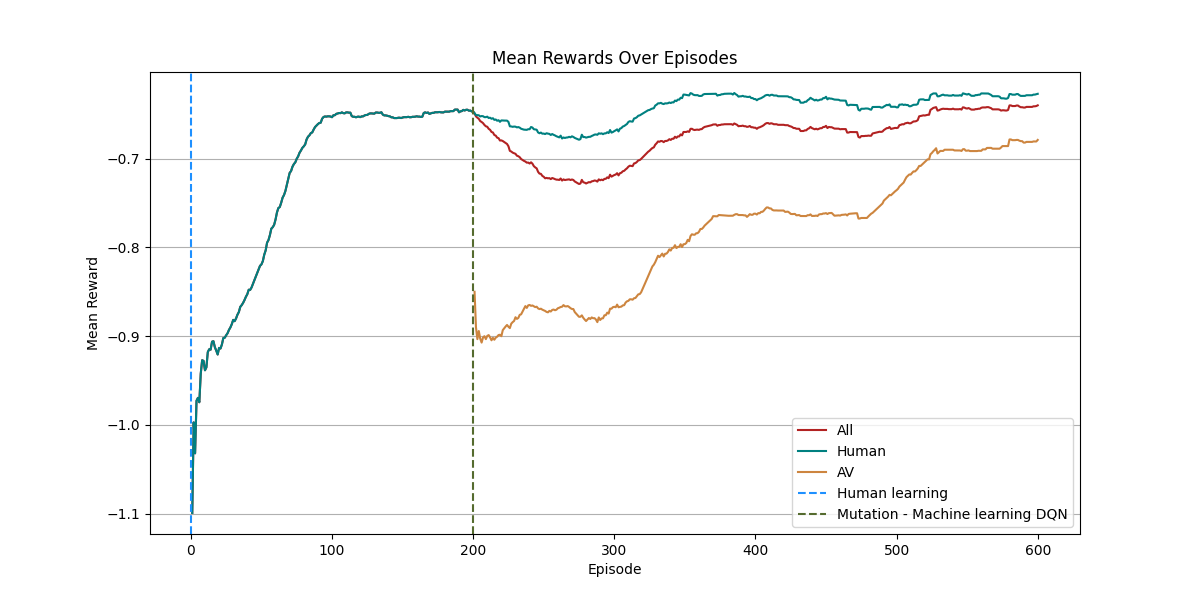 Mean Rewards Over Episodes
Mean Reward
−0.7
−0.8
−0.9
−1.0
−1.1
0 100 200 300 400 500 600
Episode
All
Human
AV
Human learning
Mutation - Machine learning DQN